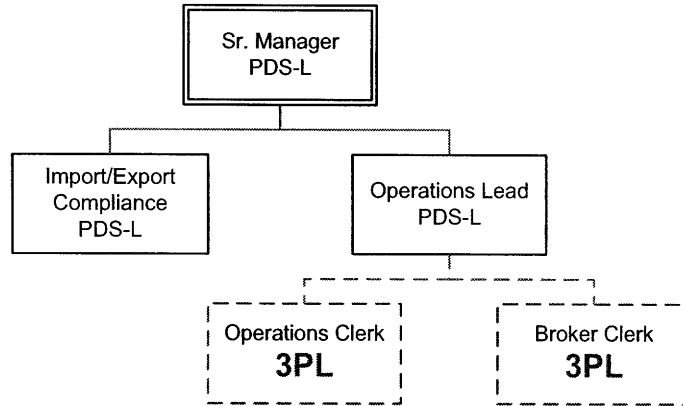 Sr. Manager
PDS-L
Import/Export
Compliance
PDS-L
Operations Lead
PDS-L
Operations Clerk
3PL
Broker Clerk
3PL